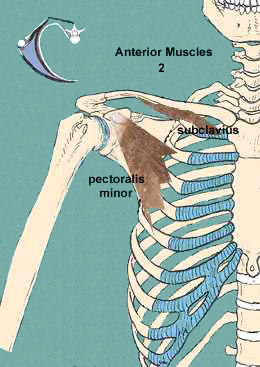 Anterior Muscles
2
subclavius
pectoralis
minor